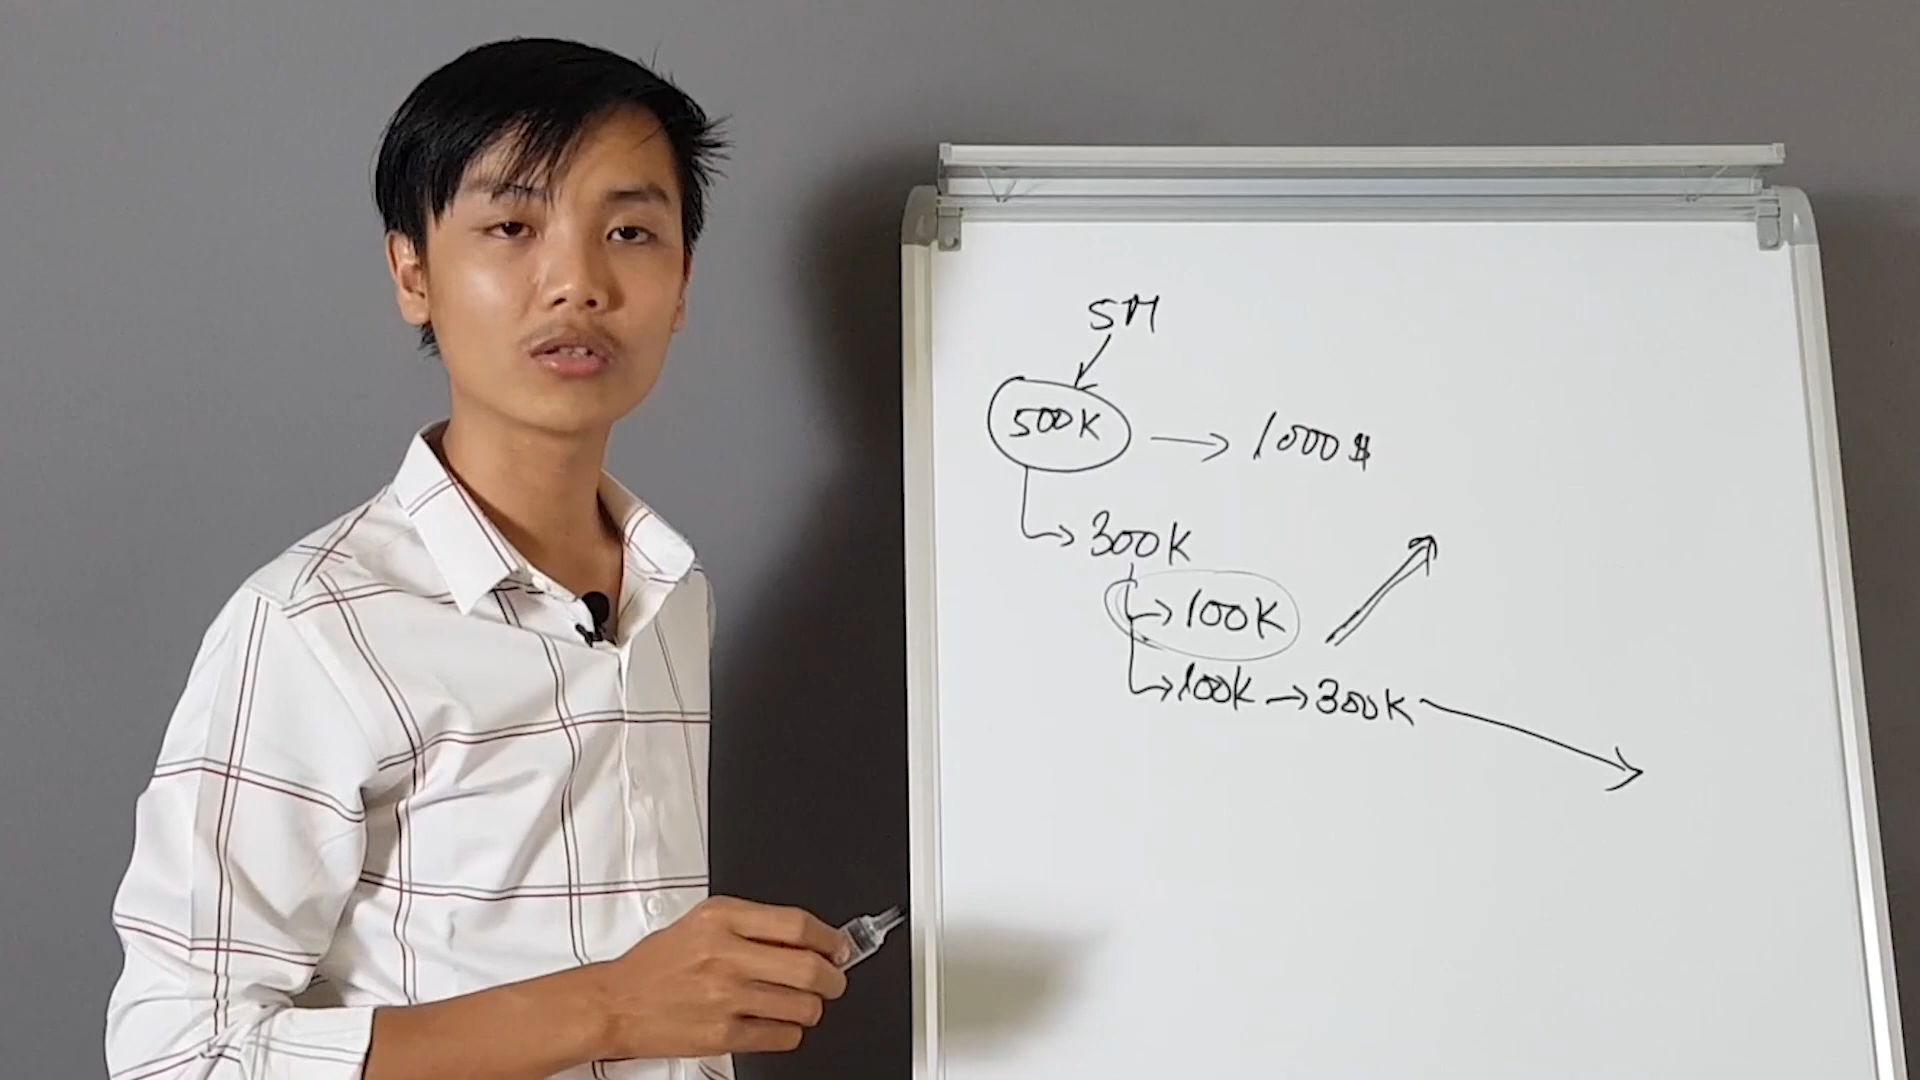 5M
500K → 1000$
→ 300K
→ 100K
→ 100K → 300K